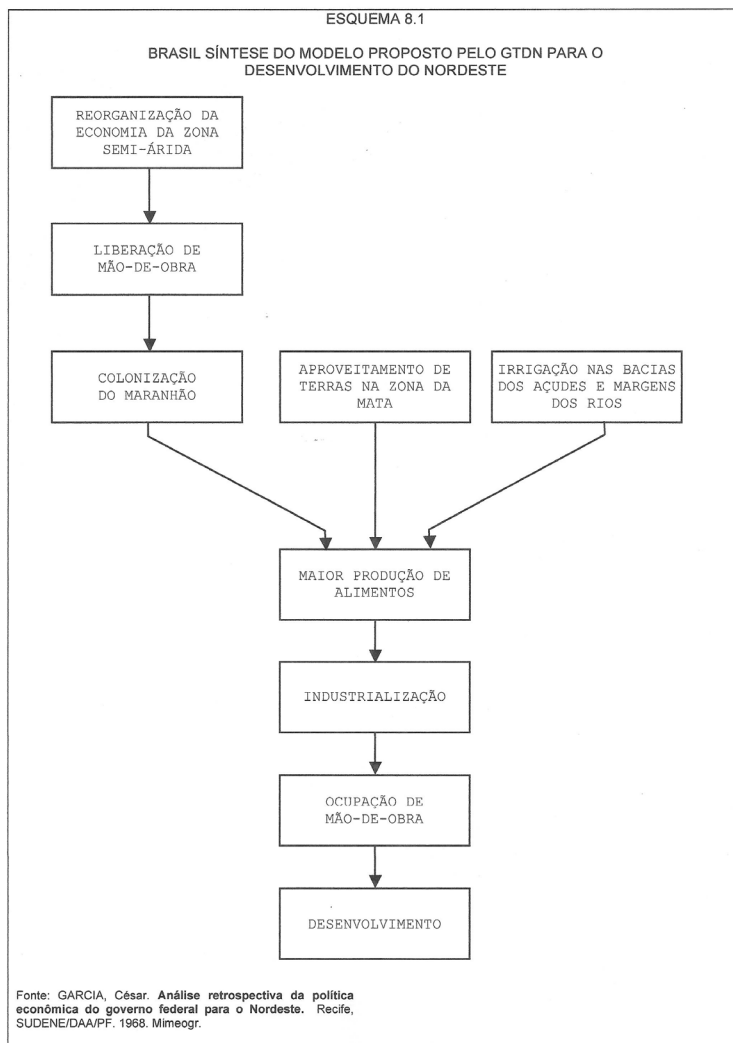 ESQUEMA 8.1
BRASIL SÍNTESE DO MODELO PROPOSTO PELO GTDN PARA O
DESENVOLVIMENTO DO NORDESTE
REORGANIZAÇÃO DA
ECONOMIA DA ZONA
SEMI-ÁRIDA
LIBERAÇÃO DE
MÃO-DE-OBRA
COLONIZAÇÃO
DO MARANHÃO
APROVEITAMENTO DE
TERRAS NA ZONA DA
MATA
IRRIGAÇÃO NAS BACIAS
DOS AÇUDES E MARGENS
DOS RIOS
MAIOR PRODUÇÃO DE
ALIMENTOS
INDUSTRIALIZAÇÃO
OCUPAÇÃO DE
MÃO-DE-OBRA
DESENVOLVIMENTO
Fonte: GARCIA, César. Análise retrospectiva da política
econômica do governo federal para o Nordeste. Recife,
SUDENE/DAA/PF. 1968. Mimeogr.